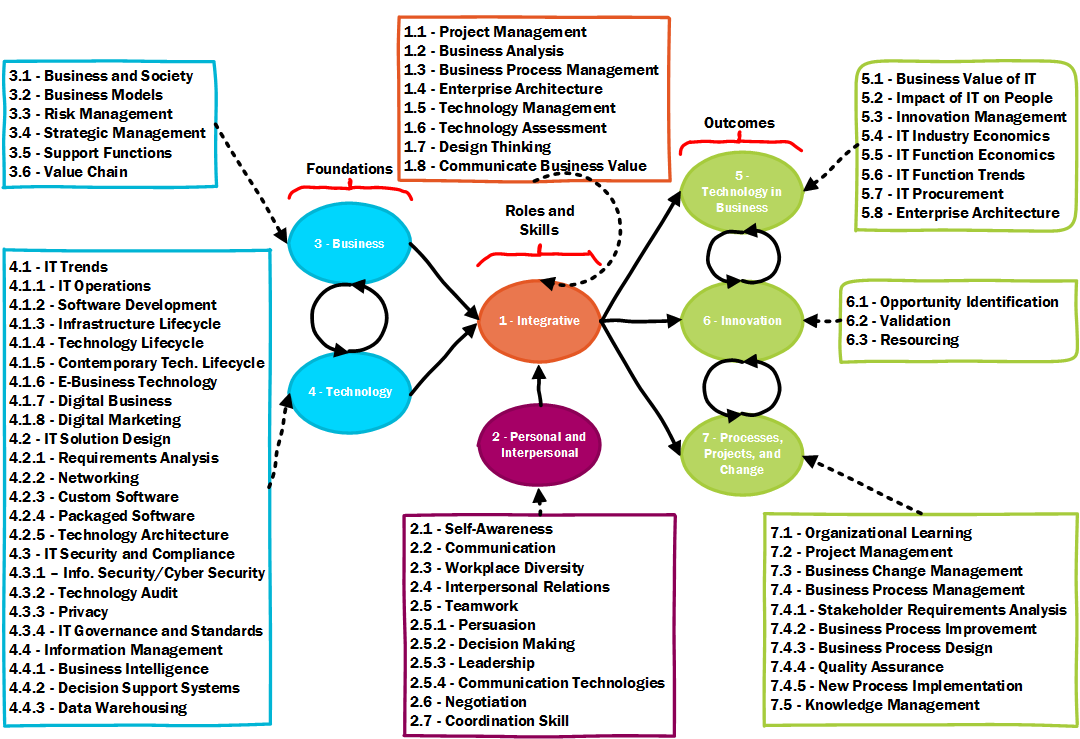 1.1 - Project Management
1.2 - Business Analysis
1.3 - Business Process Management
1.4 - Enterprise Architecture
1.5 - Technology Management
1.6 - Technology Assessment
1.7 - Design Thinking
1.8 - Communicate Business Value
3.1 - Business and Society
3.2 - Business Models
3.3 - Risk Management
3.4 - Strategic Management
3.5 - Support Functions
3.6 - Value Chain
5.1 - Business Value of IT
5.2 - Impact of IT on People
5.3 - Innovation Management
5.4 - IT Industry Economics
5.5 - IT Function Economics
5.6 - IT Function Trends
5.7 - IT Procurement
5.8 - Enterprise Architecture
Foundations
Roles and
Skills
Outcomes
3 - Business
4 - Technology
1 - Integrative
2 - Personal and
Interpersonal
5 -
Technology in
Business
6 - Innovation
7 - Processes,
Projects, and
Change
4.1 - IT Trends
4.1.1 - IT Operations
4.1.2 - Software Development
4.1.3 - Infrastructure Lifecycle
4.1.4 - Technology Lifecycle
4.1.5 - Contemporary Tech. Lifecycle
4.1.6 - E-Business Technology
4.1.7 - Digital Business
4.1.8 - Digital Marketing
4.2 - IT Solution Design
4.2.1 - Requirements Analysis
4.2.2 - Networking
4.2.3 - Custom Software
4.2.4 - Packaged Software
4.2.5 - Technology Architecture
4.3 - IT Security and Compliance
4.3.1 – Info. Security/Cyber Security
4.3.2 - Technology Audit
4.3.3 - Privacy
4.3.4 - IT Governance and Standards
4.4 - Information Management
4.4.1 - Business Intelligence
4.4.2 - Decision Support Systems
4.4.3 - Data Warehousing
6.1 - Opportunity Identification
6.2 - Validation
6.3 - Resourcing
2.1 - Self-Awareness
2.2 - Communication
2.3 - Workplace Diversity
2.4 - Interpersonal Relations
2.5 - Teamwork
2.5.1 - Persuasion
2.5.2 - Decision Making
2.5.3 - Leadership
2.5.4 - Communication Technologies
2.6 - Negotiation
2.7 - Coordination Skill
7.1 - Organizational Learning
7.2 - Project Management
7.3 - Business Change Management
7.4 - Business Process Management
7.4.1 - Stakeholder Requirements Analysis
7.4.2 - Business Process Improvement
7.4.3 - Business Process Design
7.4.4 - Quality Assurance
7.4.5 - New Process Implementation
7.5 - Knowledge Management